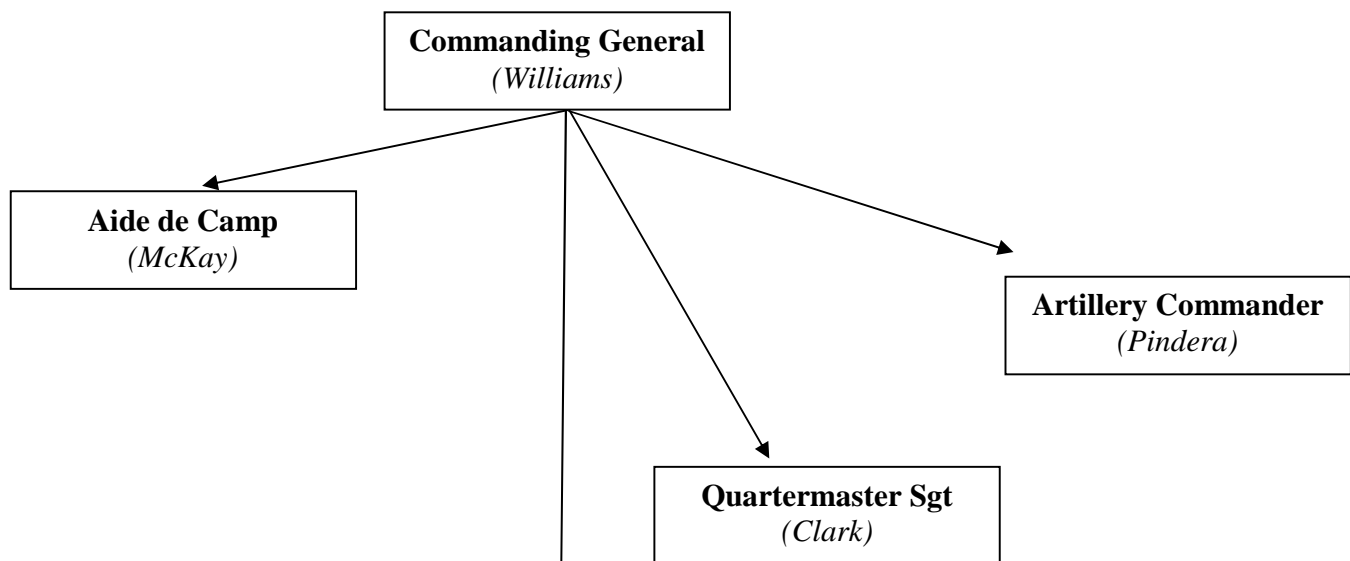 Commanding General
(Williams)
Aide de Camp
(McKay)
Artillery Commander
(Pindera)
Quartermaster Sgt
(Clark)